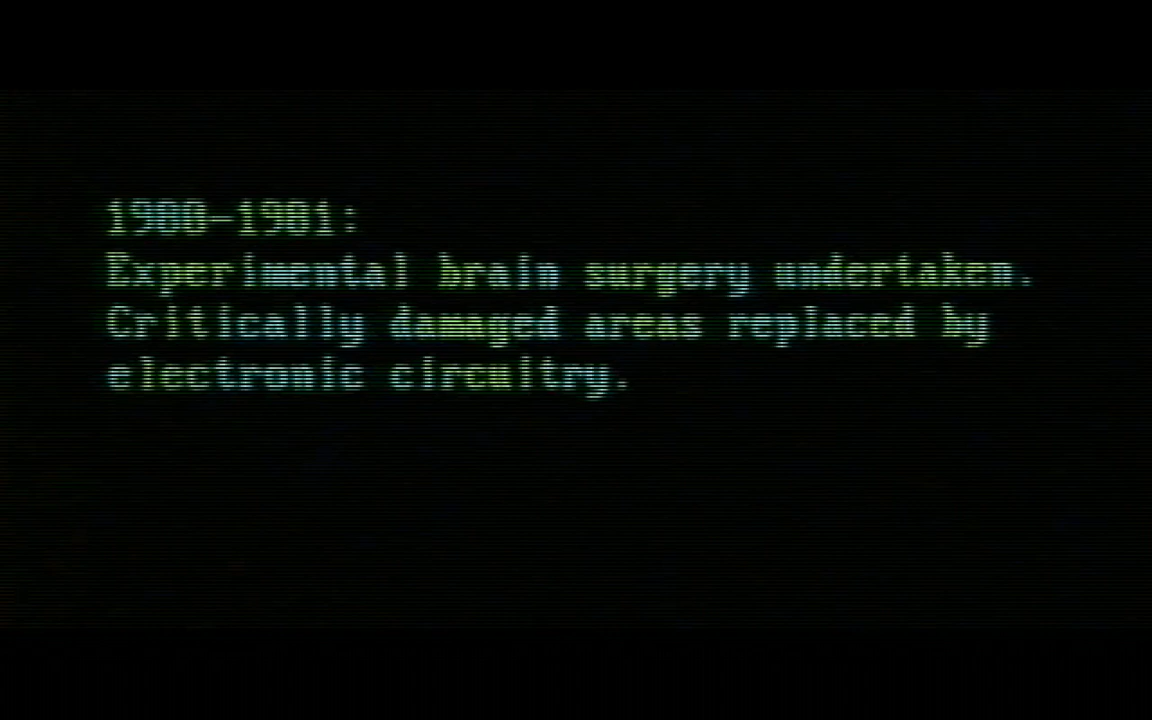 1980-1981:
Experimental brain surgery undertaken.
Critically damaged areas replaced by
electronic circuitry.